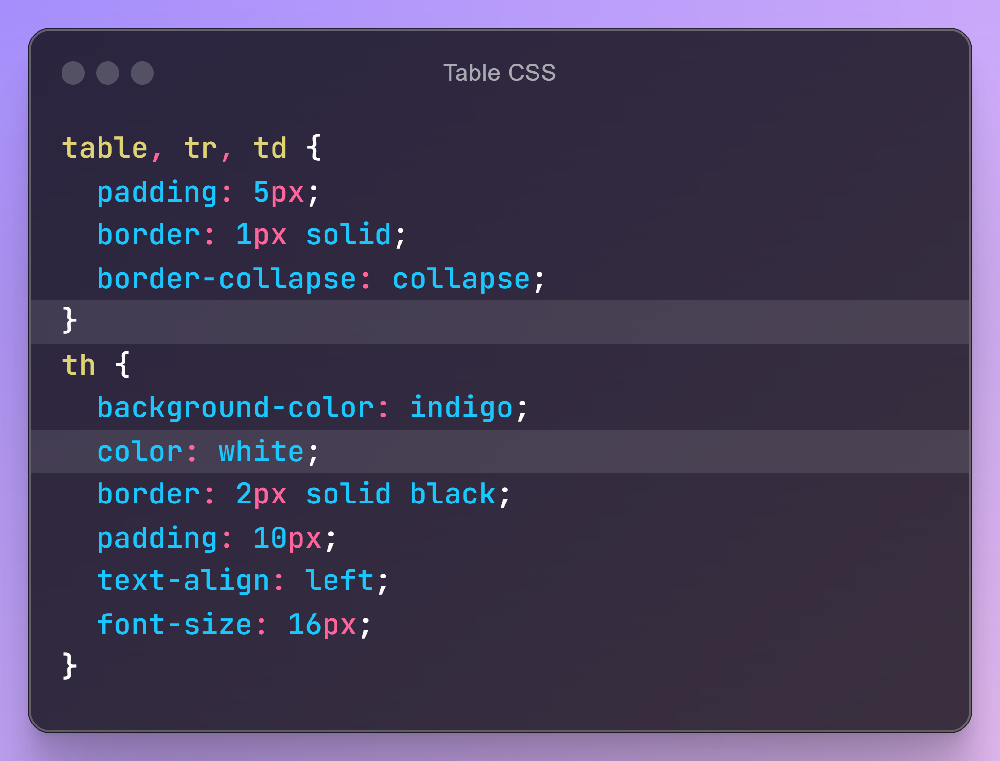 Table CSS
table, tr, td {
  padding: 5px;
  border: 1px solid;
  border-collapse: collapse;
}
th {
  background-color: indigo;
  color: white;
  border: 2px solid black;
  padding: 10px;
  text-align: left;
  font-size: 16px;
}